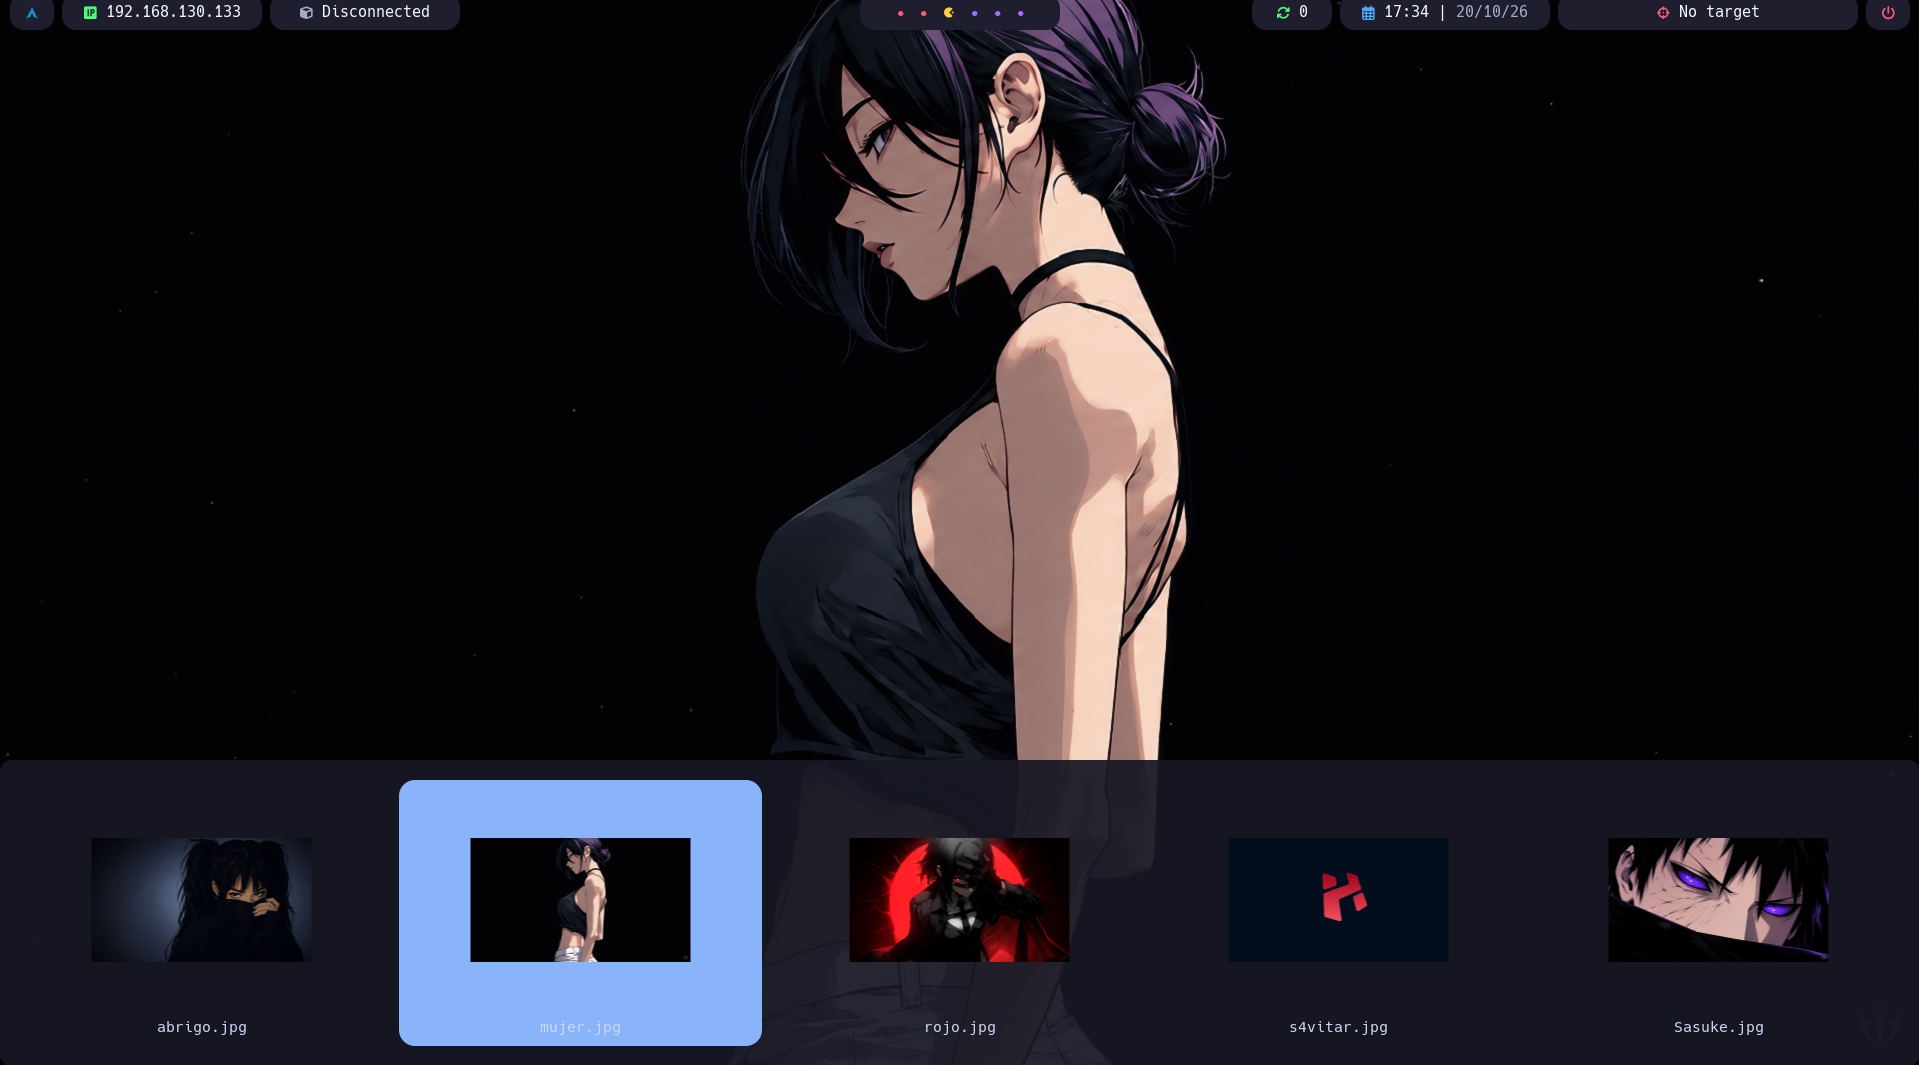 192.168.130.133
Disconnected
0
17:34 | 20/10/26
No target
abrigo.jpg
mujer.jpg
rojo.jpg
s4vitar.jpg
Sasuke.jpg